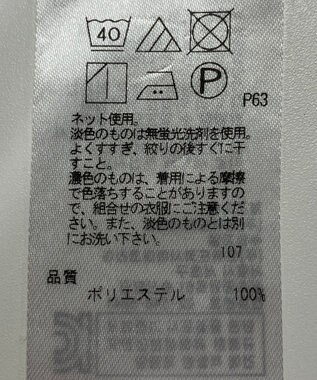 40
P
P63
ネット使用。
淡色のものは無蛍光洗剤を使用。
よくすすぎ、絞りの後すぐに干
すこと。
濃色のものは、着用による摩擦
で色落ちすることがありますの
で、組合せの衣服にご注意くだ
さい。また、淡色のものとは別
にお洗い下さい。
107
品質
ポリエステル 100%